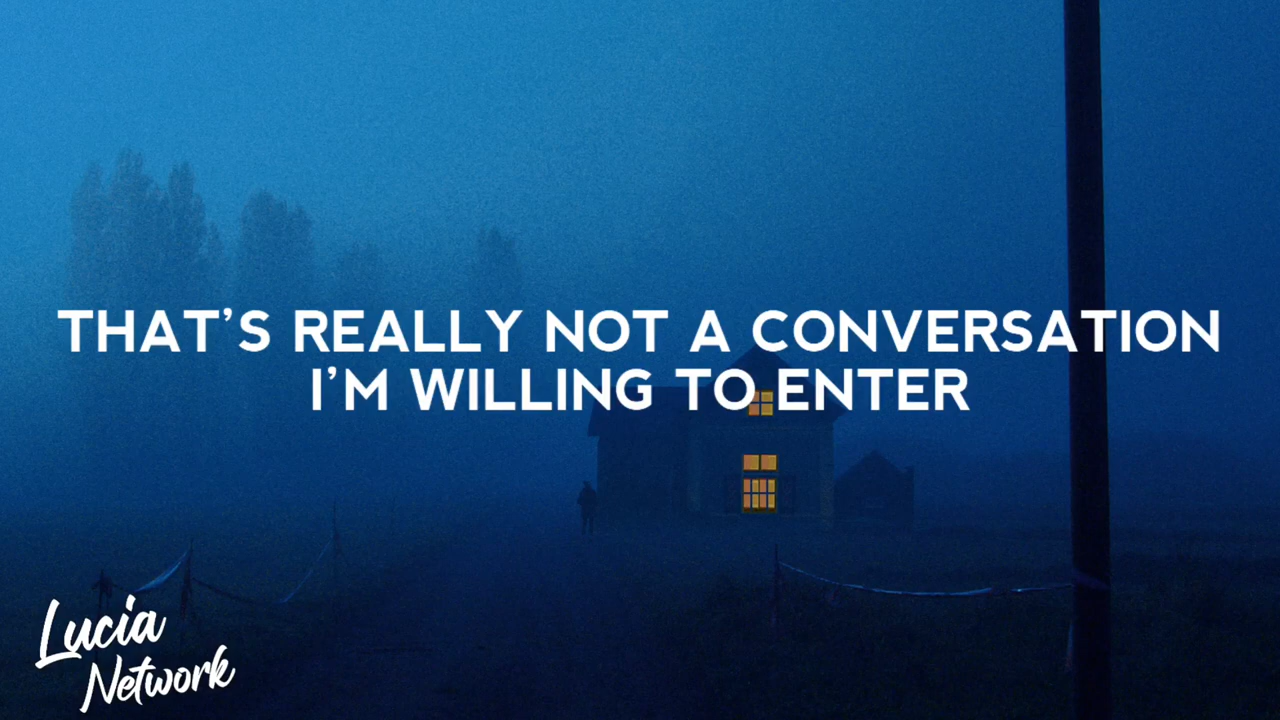 THAT'S REALLY NOT A CONVERSATION
I'M WILLING TO ENTER
Lucia
Network